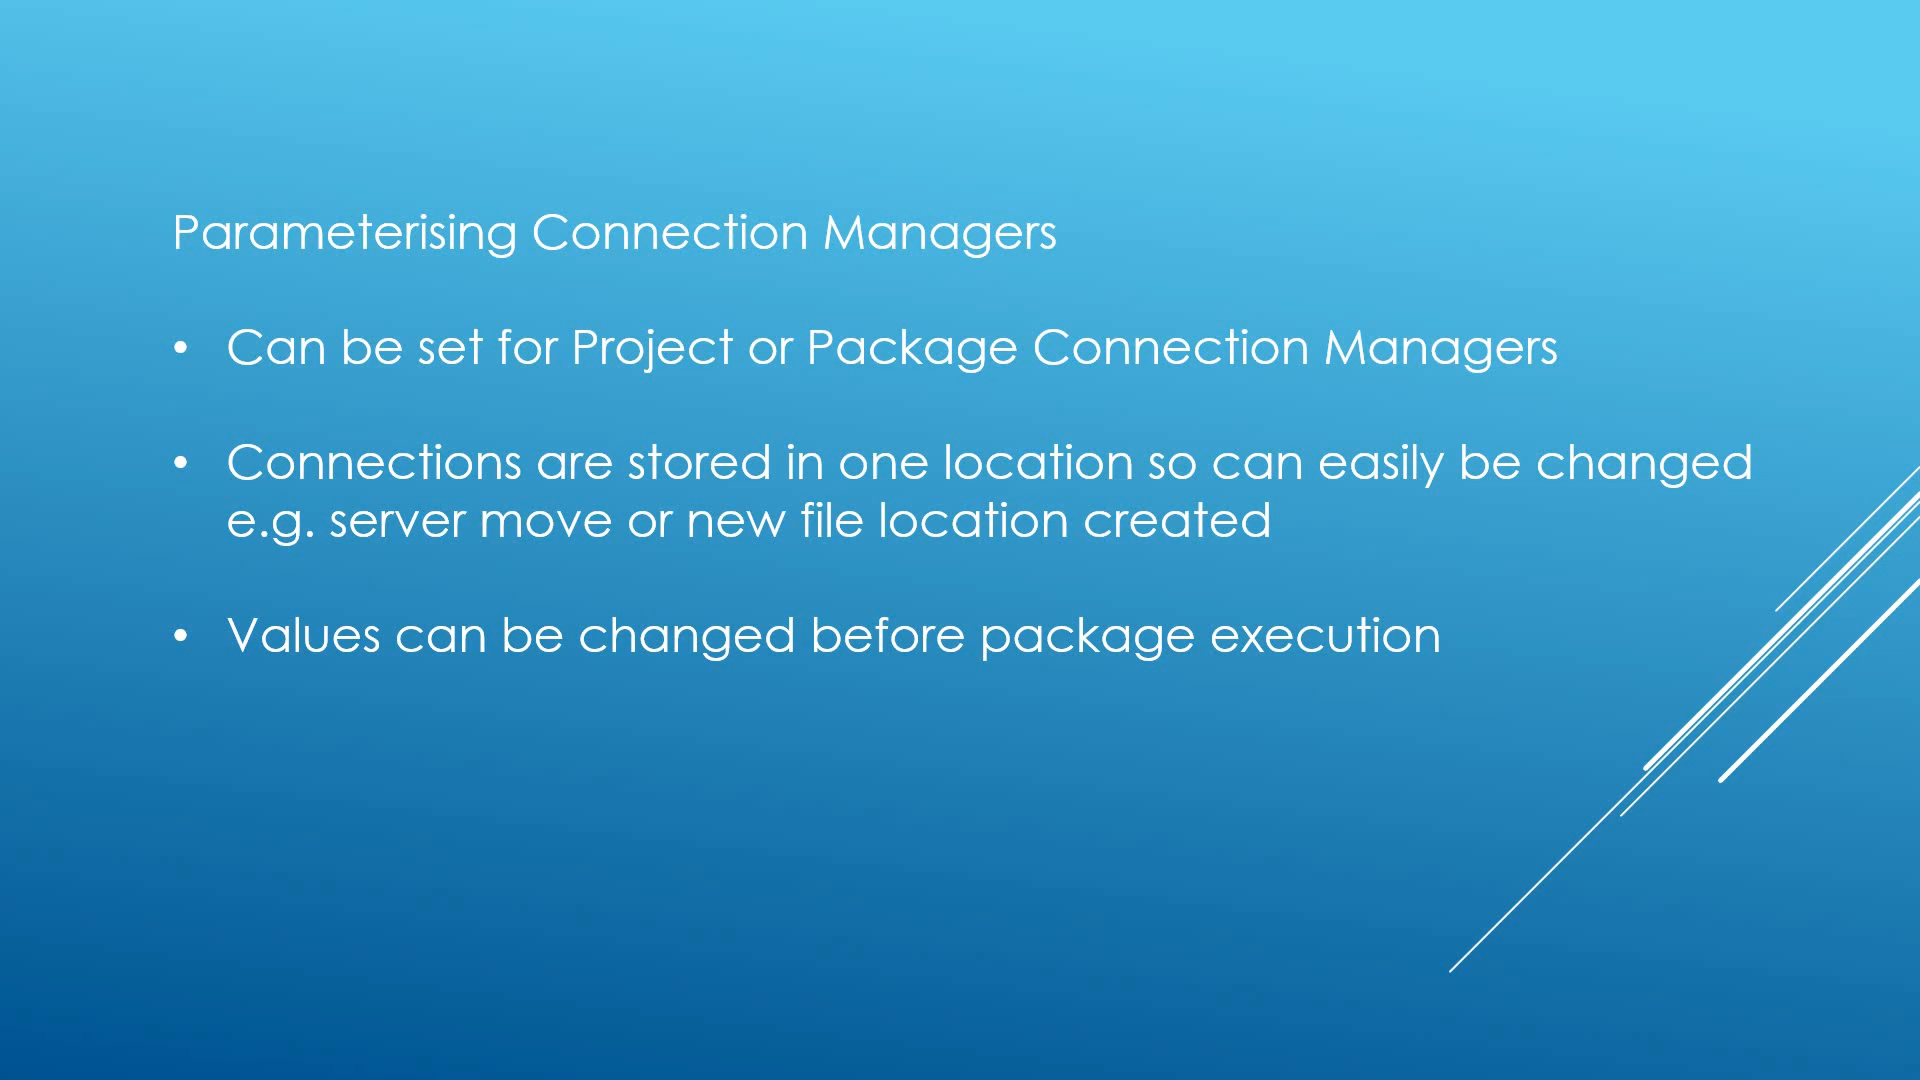 Parameterising Connection Managers
• Can be set for Project or Package Connection Managers
• Connections are stored in one location so can easily be changed
e.g. server move or new file location created
• Values can be changed before package execution